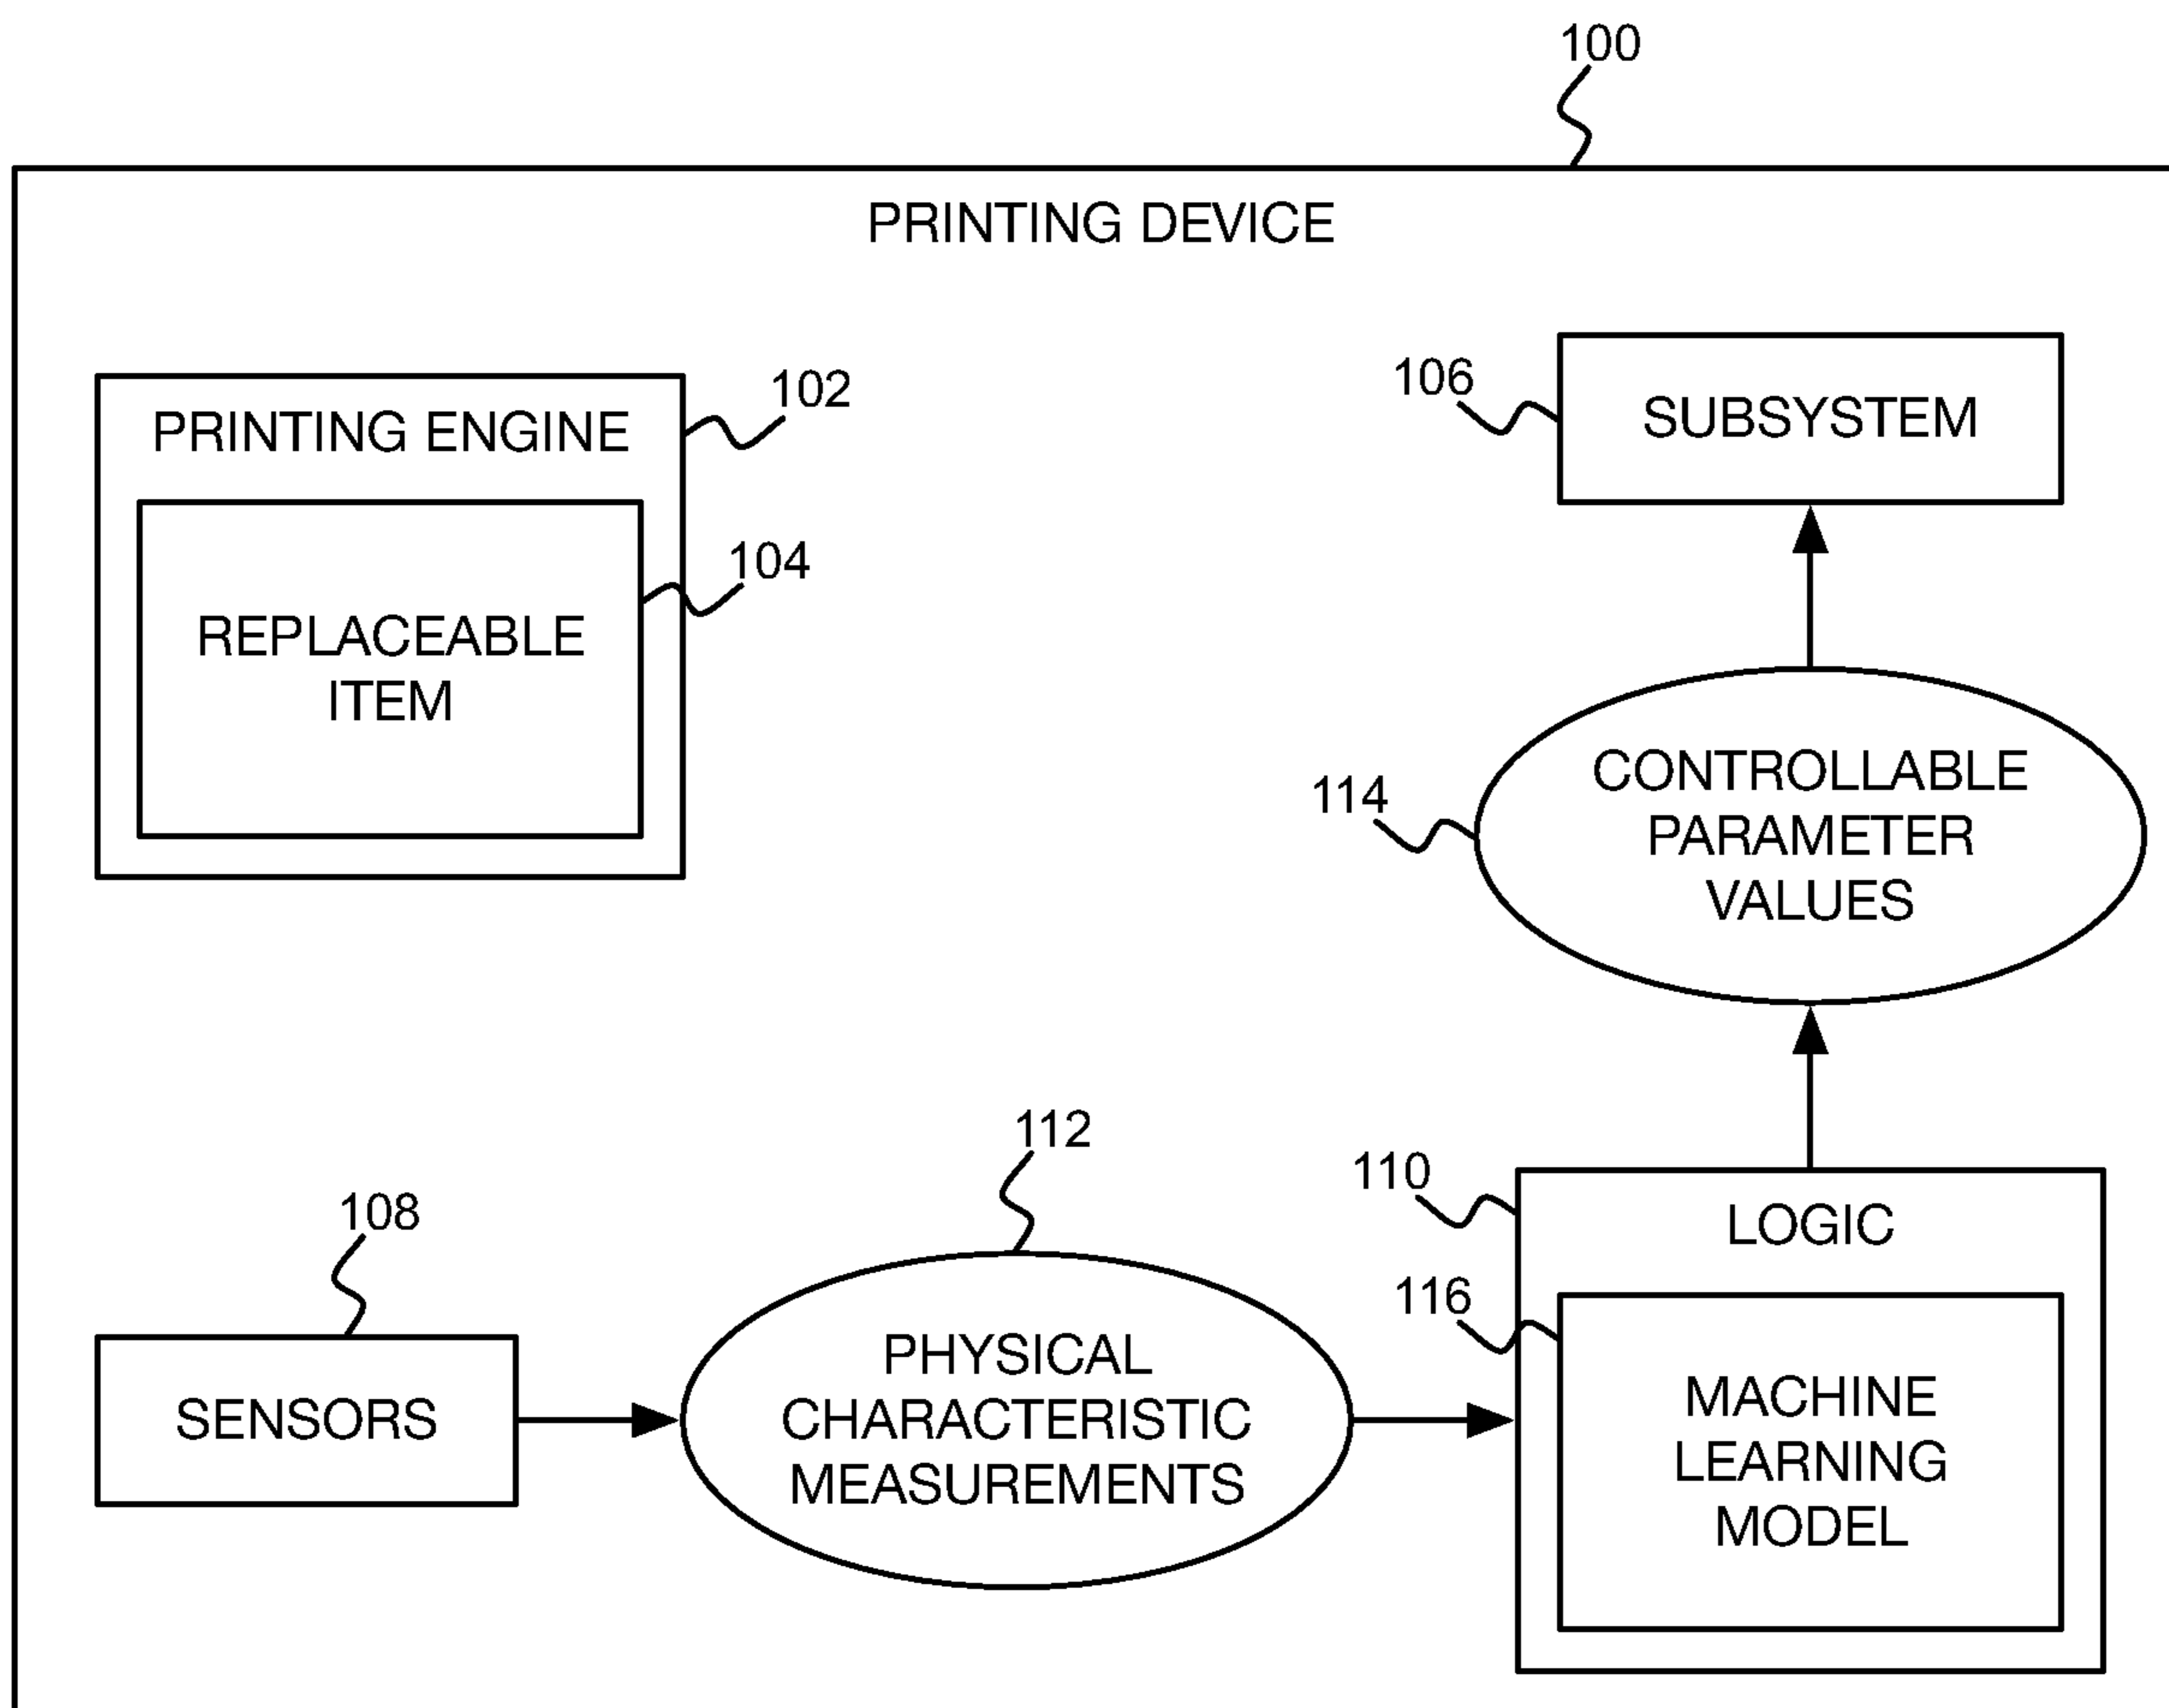 100
PRINTING DEVICE
102
PRINTING ENGINE
104
REPLACEABLE
ITEM
106
SUBSYSTEM
114
CONTROLLABLE
PARAMETER
VALUES
112
108
SENSORS
PHYSICAL
CHARACTERISTIC
MEASUREMENTS
110
LOGIC
116
MACHINE
LEARNING
MODEL